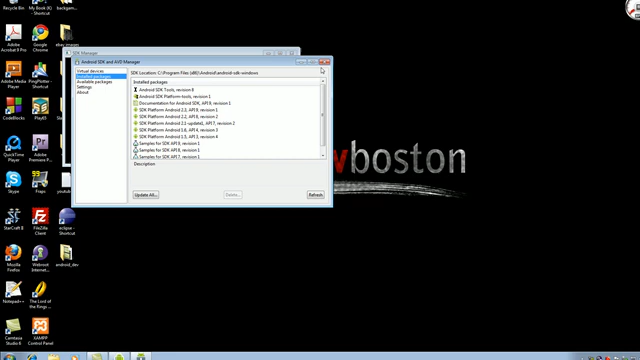 Recycle Bin
My Book (K:) - Shortcut
backgam...
Acrobat Pro 9
Google Chrome
ebay images
Adobe Media Player
PingPlotter - Shortcut
CodeBlocks
QuickTime Player
Adobe Premiere Pro
Skype
Fraps
youtub
StarCraft II
FileZilla Client
eclipse - Shortcut
Mozilla Firefox
Webroot Internet...
android_dev
Notepad++
The Lord of the Rings
Camtasia Studio 6
XAMPP Control Panel
SDK Manager
Android SDK and AVD Manager
Virtual devices
Installed packages
Available packages
Settings
About
SDK Location: C:\Program Files (x86)\Android\android-sdk-windows
Installed packages
Android SDK Tools, revision 8
Android SDK Platform-tools, revision 1
Documentation for Android SDK, API 9, revision 1
SDK Platform Android 2.3, API 9, revision 1
SDK Platform Android 2.2, API 8, revision 2
SDK Platform Android 2.1-update1, API 7, revision 2
SDK Platform Android 1.6, API 4, revision 3
SDK Platform Android 1.5, API 3, revision 4
Samples for SDK API 9, revision 1
Samples for SDK API 8, revision 1
Samples for SDK API 7, revision 1
Description
Update All...
Delete...
Refresh
wboston